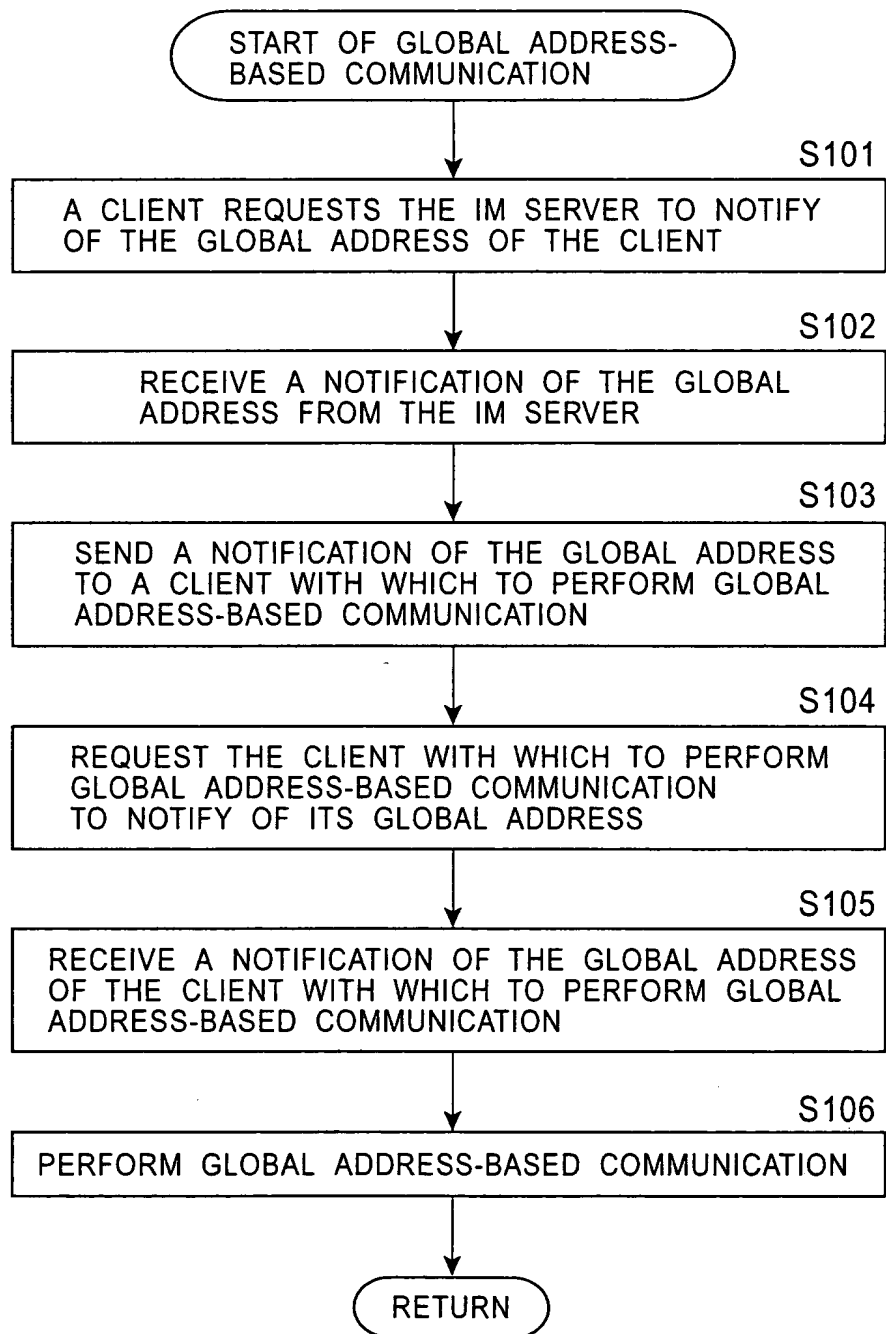 START OF GLOBAL ADDRESS-
BASED COMMUNICATION
S101
A CLIENT REQUESTS THE IM SERVER TO NOTIFY
OF THE GLOBAL ADDRESS OF THE CLIENT
S102
RECEIVE A NOTIFICATION OF THE GLOBAL
ADDRESS FROM THE IM SERVER
S103
SEND A NOTIFICATION OF THE GLOBAL ADDRESS
TO A CLIENT WITH WHICH TO PERFORM GLOBAL
ADDRESS-BASED COMMUNICATION
S104
REQUEST THE CLIENT WITH WHICH TO PERFORM
GLOBAL ADDRESS-BASED COMMUNICATION
TO NOTIFY OF ITS GLOBAL ADDRESS
S105
RECEIVE A NOTIFICATION OF THE GLOBAL ADDRESS
OF THE CLIENT WITH WHICH TO PERFORM GLOBAL
ADDRESS-BASED COMMUNICATION
S106
PERFORM GLOBAL ADDRESS-BASED COMMUNICATION
RETURN